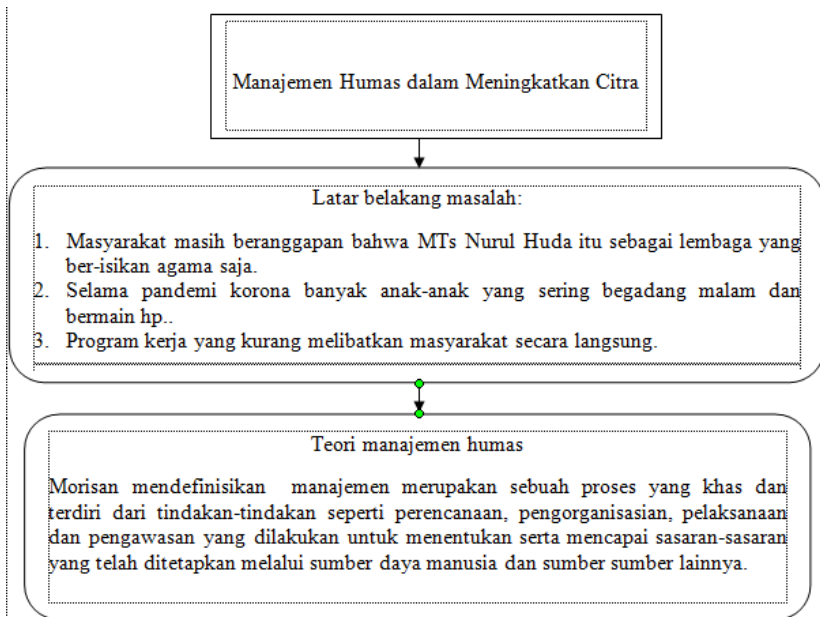 Manajemen Humas dalam Meningkatkan Citra
Latar belakang masalah:
1. Masyarakat masih beranggapan bahwa MTs Nurul Huda itu sebagai lembaga yang
ber-isikan agama saja.
2. Selama pandemi korona banyak anak-anak yang sering begadang malam dan
bermain hp..
3. Program kerja yang kurang melibatkan masyarakat secara langsung.
Teori manajemen humas
Morisan mendefinisikan manajemen merupakan sebuah proses yang khas dan
terdiri dari tindakan-tindakan seperti perencanaan, pengorganisasian, pelaksanaan
dan pengawasan yang dilakukan untuk menentukan serta mencapai sasaran-sasaran
yang telah ditetapkan melalui sumber daya manusia dan sumber sumber lainnya.